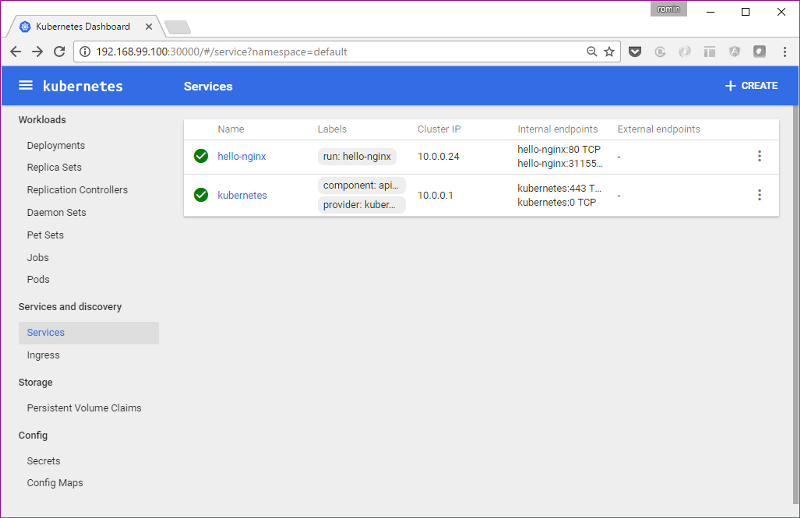 romin
Kubernetes Dashboard
192.168.99.100:30000/#/service?namespace=default
kubernetes
Services
CREATE
Workloads
Deployments
Replica Sets
Replication Controllers
Daemon Sets
Pet Sets
Jobs
Pods
Services and discovery
Services
Ingress
Storage
Persistent Volume Claims
Config
Secrets
Config Maps
Name Labels Cluster IP Internal endpoints External endpoints
hello-nginx run: hello-nginx 10.0.0.24 hello-nginx:80 TCP -
hello-nginx:31155...
kubernetes component: api... 10.0.0.1 kubernetes:443 T... -
provider: kuber... kubernetes:0 TCP